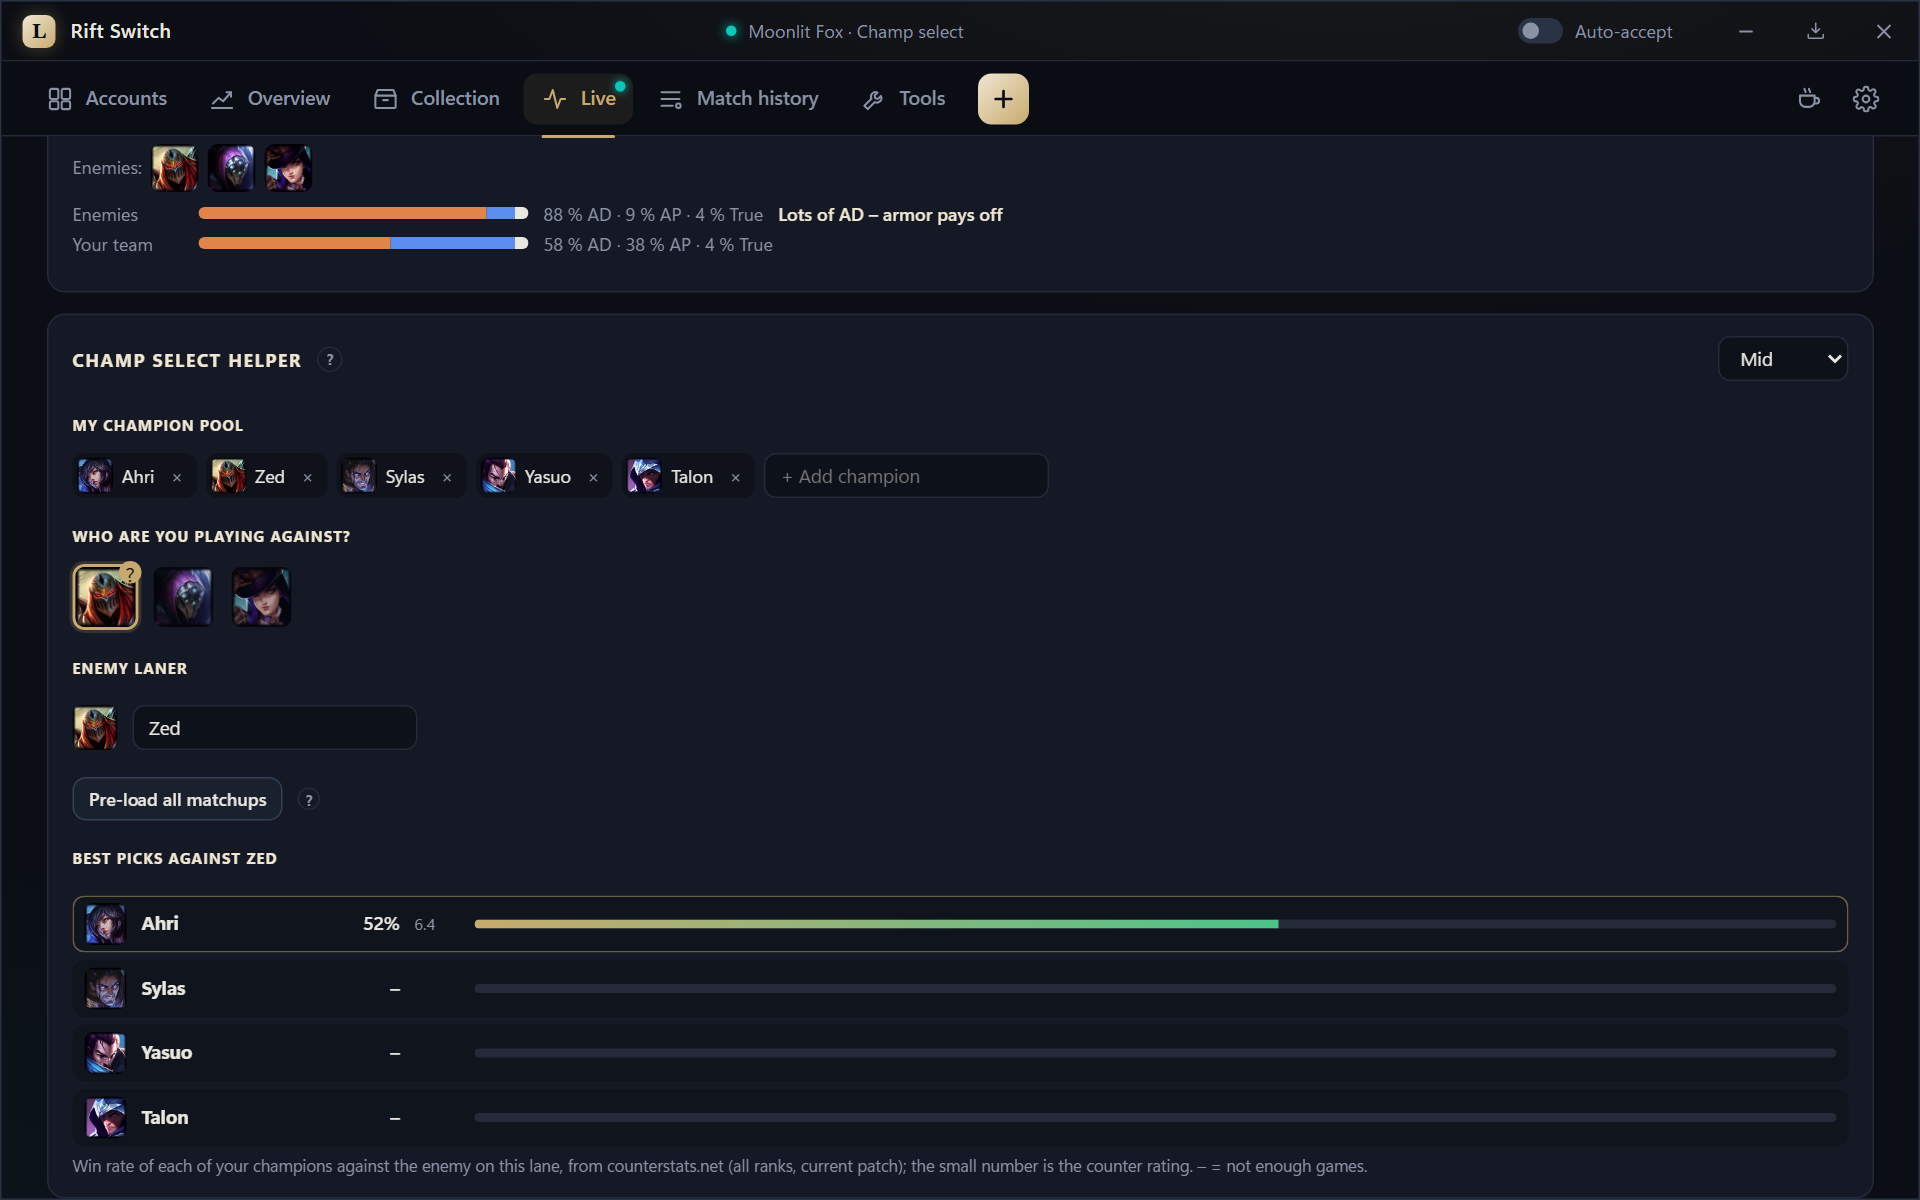 L Rift Switch
Moonlit Fox · Champ select
Auto-accept
Accounts
Overview
Collection
Live
Match history
Tools
+
Enemies:
Enemies 88 % AD · 9 % AP · 4 % True Lots of AD – armor pays off
Your team 58 % AD · 38 % AP · 4 % True
CHAMP SELECT HELPER ?
Mid
MY CHAMPION POOL
Ahri × Zed × Sylas × Yasuo × Talon × + Add champion
WHO ARE YOU PLAYING AGAINST?
?
ENEMY LANER
Zed
Pre-load all matchups ?
BEST PICKS AGAINST ZED
Ahri 52% 6.4
Sylas –
Yasuo –
Talon –
Win rate of each of your champions against the enemy on this lane, from counterstats.net (all ranks, current patch); the small number is the counter rating. – = not enough games.